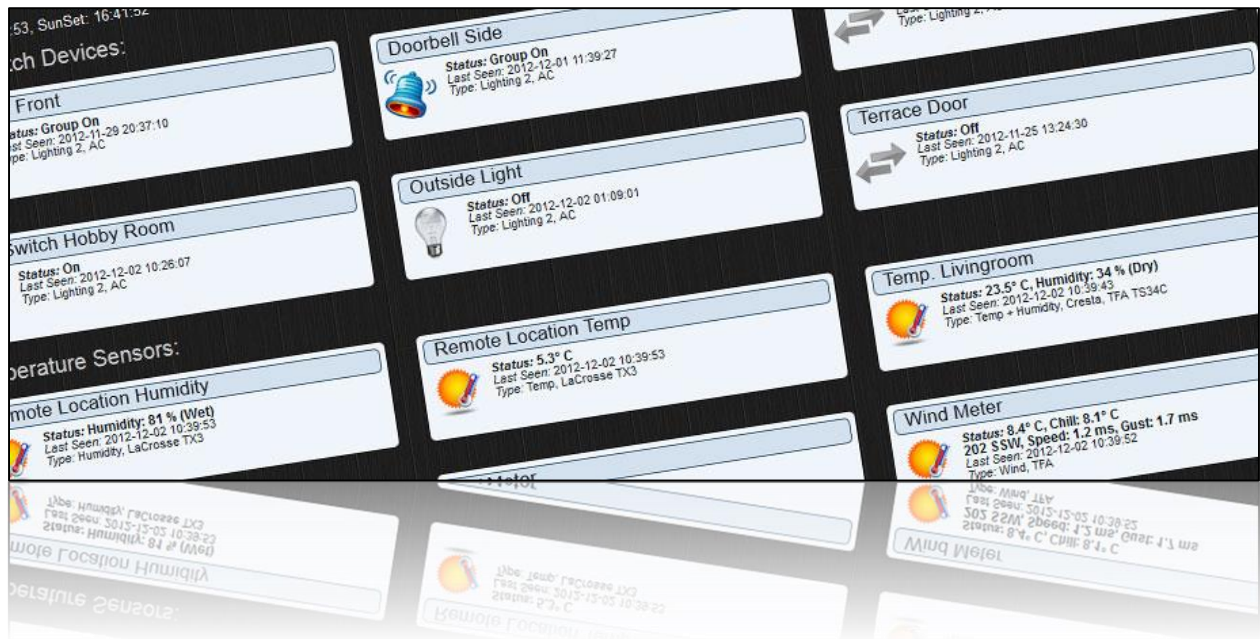 :53, SunSet: 16:41:52
ch Devices:
Front
atus: Group On
st Seen: 2012-11-29 20:37:10
ype: Lighting 2, AC
Doorbell Side
Status: Group On
Last Seen: 2012-12-01 11:39:27
Type: Lighting 2, AC
Type: Lighting 2,
Switch Hobby Room
Status: On
Last Seen: 2012-12-02 10:26:07
Type: Lighting 2, AC
Outside Light
Status: Off
Last Seen: 2012-12-02 01:09:01
Type: Lighting 2, AC
Terrace Door
Status: Off
Last Seen: 2012-11-25 13:24:30
Type: Lighting 2, AC
perature Sensors:
mote Location Humidity
Status: Humidity: 81 % (Wet)
Last Seen: 2012-12-02 10:39:53
Type: Humidity, LaCrosse TX3
Remote Location Temp
Status: 5.3° C
Last Seen: 2012-12-02 10:39:53
Type: Temp, LaCrosse TX3
Temp. Livingroom
Status: 23.5° C, Humidity: 34 % (Dry)
Last Seen: 2012-12-02 10:39:43
Type: Temp + Humidity, Cresta, TFA TS34C
Wind Meter
Status: 8.4° C, Chill: 8.1° C
202 SSW, Speed: 1.2 ms, Gust: 1.7 ms
Last Seen: 2012-12-02 10:39:52
Type: Wind, TFA